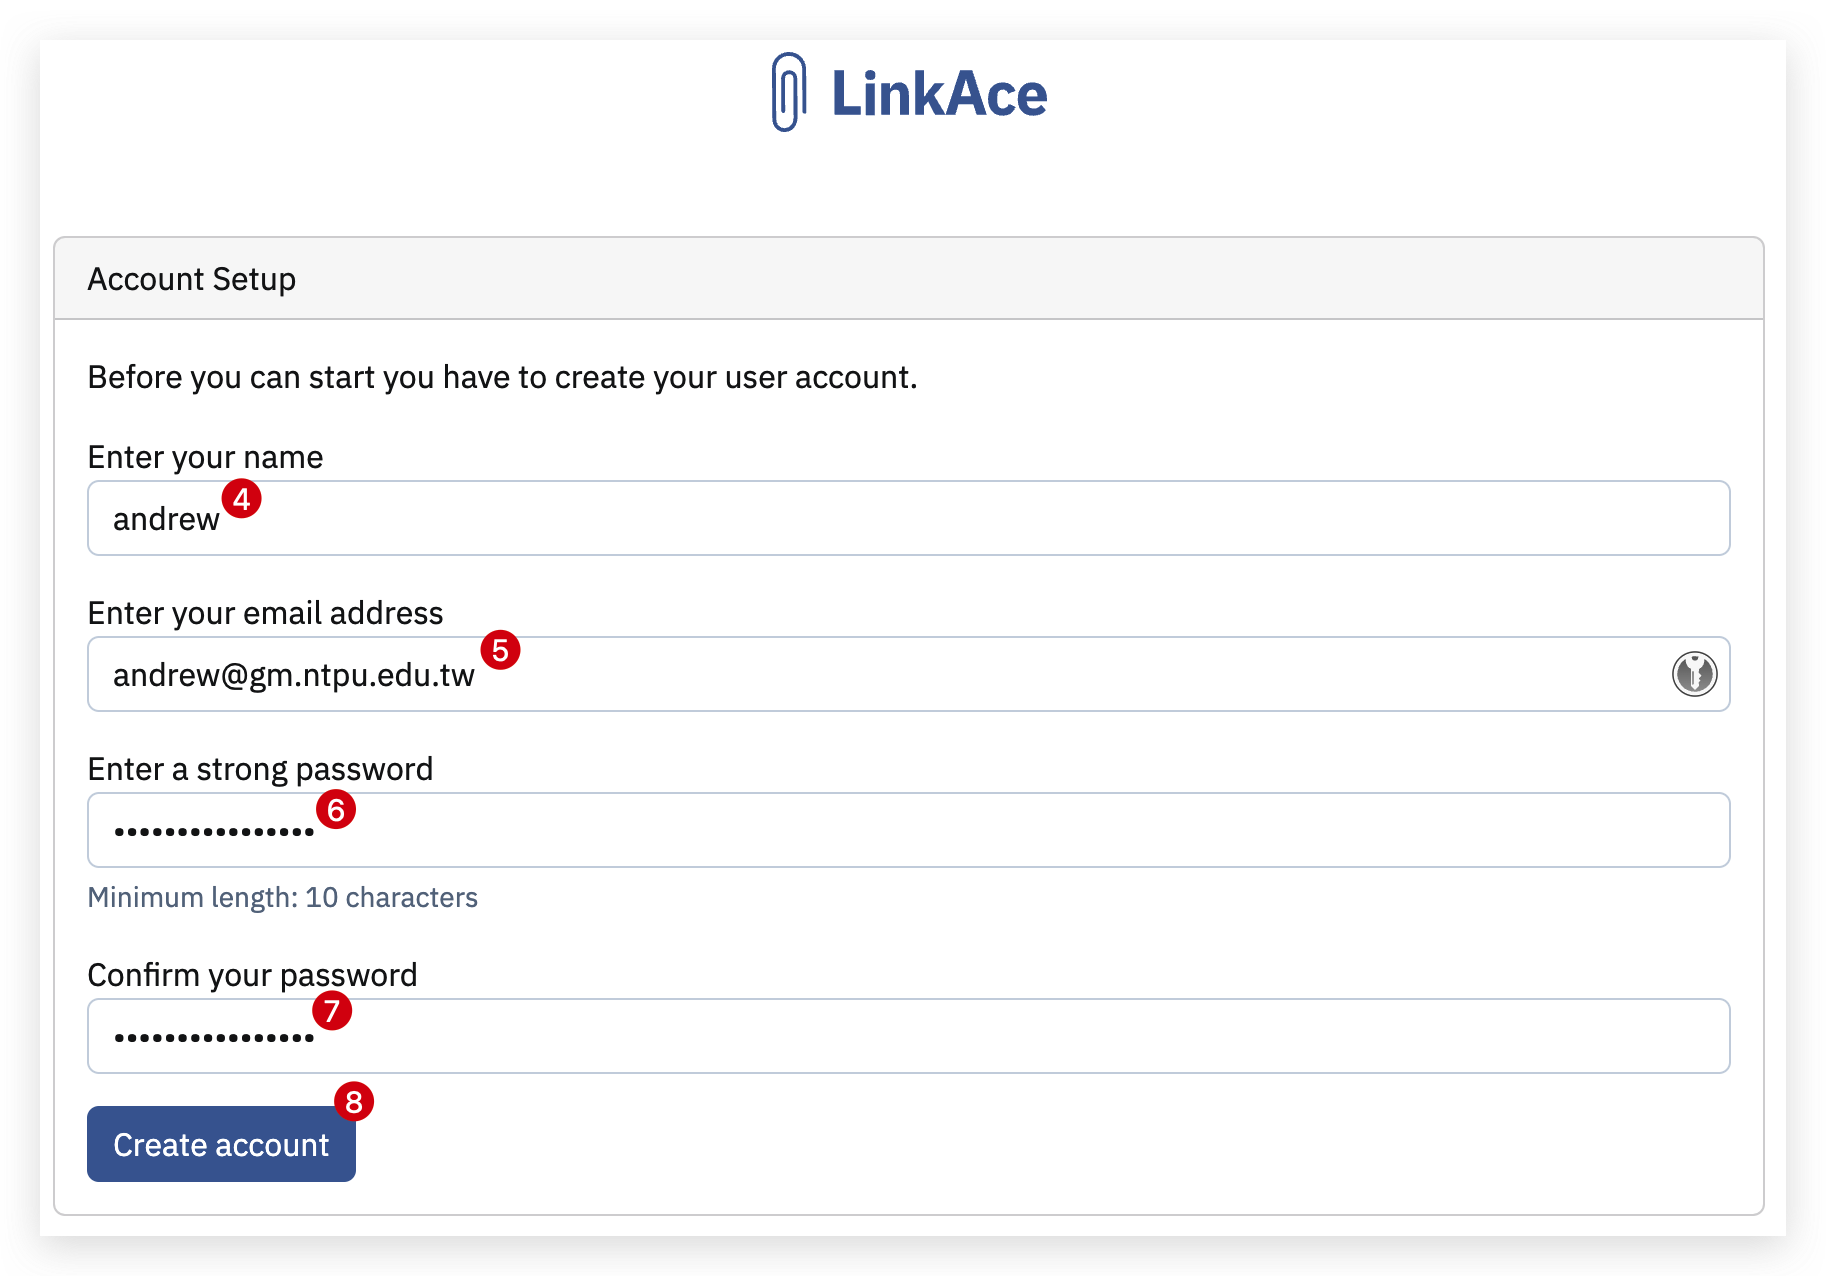 LinkAce
Account Setup
Before you can start you have to create your user account.
Enter your name
andrew 4
Enter your email address
andrew@gm.ntpu.edu.tw 5
Enter a strong password
•••••••••••••••• 6
Minimum length: 10 characters
Confirm your password
•••••••••••••••• 7
Create account 8